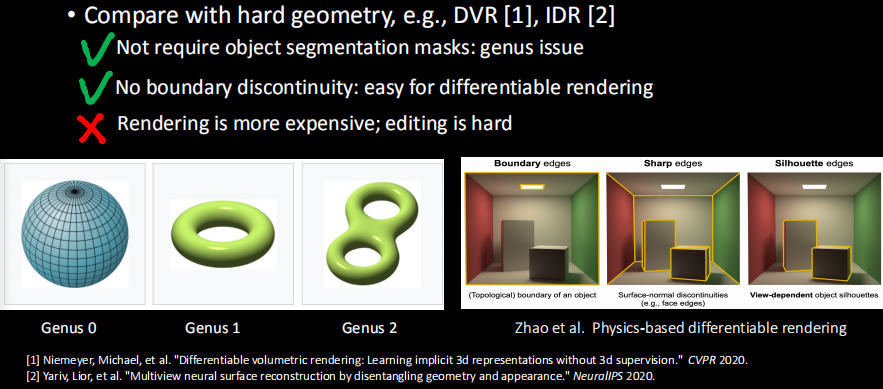 • Compare with hard geometry, e.g., DVR [1], IDR [2]
Not require object segmentation masks: genus issue
No boundary discontinuity: easy for differentiable rendering
Rendering is more expensive; editing is hard
Boundary edges
Sharp edges
Silhouette edges
(Topological) boundary of an object
Surface-normal discontinuities
(e.g., face edges)
View-dependent object silhouettes
Genus 0
Genus 1
Genus 2
Zhao et al. Physics-based differentiable rendering
[1] Niemeyer, Michael, et al. "Differentiable volumetric rendering: Learning implicit 3d representations without 3d supervision." CVPR 2020.
[2] Yariv, Lior, et al. "Multiview neural surface reconstruction by disentangling geometry and appearance." NeuralIPS 2020.